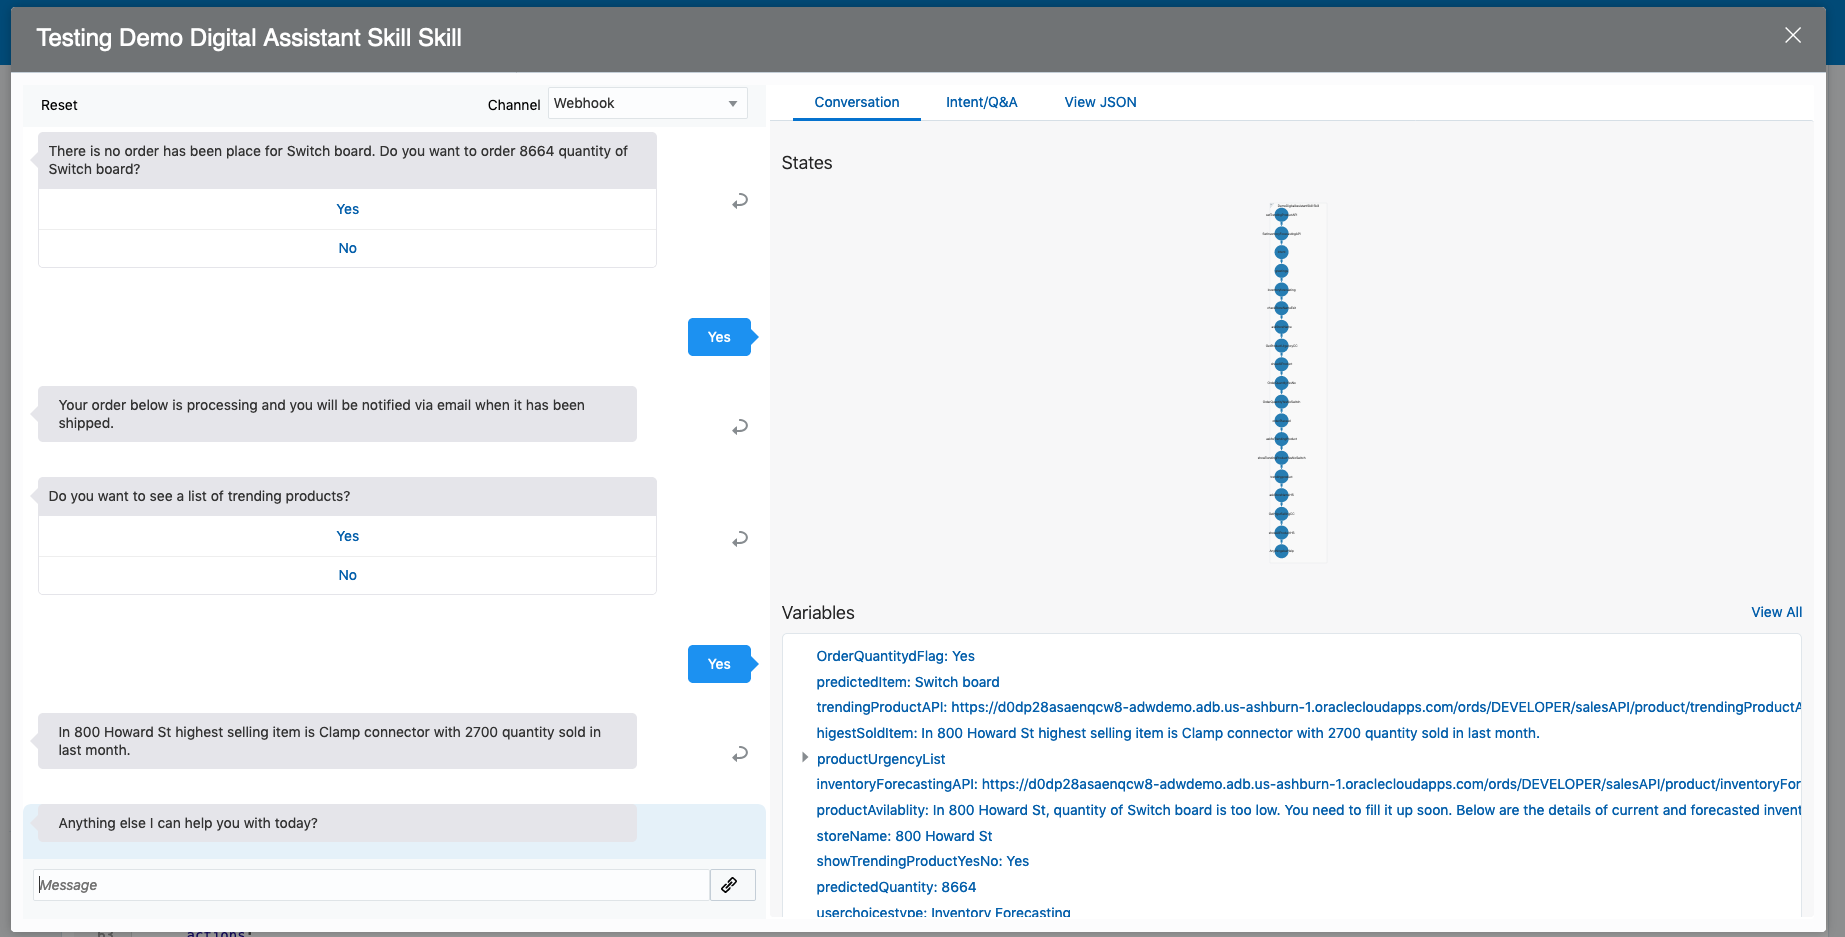 Testing Demo Digital Assistant Skill Skill
Reset
Channel
Webhook
There is no order has been place for Switch board. Do you want to order 8664 quantity of
Switch board?
Yes
No
Yes
Your order below is processing and you will be notified via email when it has been
shipped.
Do you want to see a list of trending products?
Yes
No
Yes
In 800 Howard St highest selling item is Clamp connector with 2700 quantity sold in
last month.
Anything else I can help you with today?
Message
Conversation
Intent/Q&A
View JSON
States
Variables
View All
OrderQuantitydFlag: Yes
predictedItem: Switch board
trendingProductAPI: https://d0dp28asaenqcw8-adwdemo.adb.us-ashburn-1.oraclecloudapps.com/ords/DEVELOPER/salesAPI/product/trendingProductA
higestSoldItem: In 800 Howard St highest selling item is Clamp connector with 2700 quantity sold in last month.
productUrgencyList
inventoryForecastingAPI: https://d0dp28asaenqcw8-adwdemo.adb.us-ashburn-1.oraclecloudapps.com/ords/DEVELOPER/salesAPI/product/inventoryFor
productAvilablity: In 800 Howard St, quantity of Switch board is too low. You need to fill it up soon. Below are the details of current and forecasted invent
storeName: 800 Howard St
showTrendingProductYesNo: Yes
predictedQuantity: 8664
userchoicestype: Inventory Forecasting
63
actions: